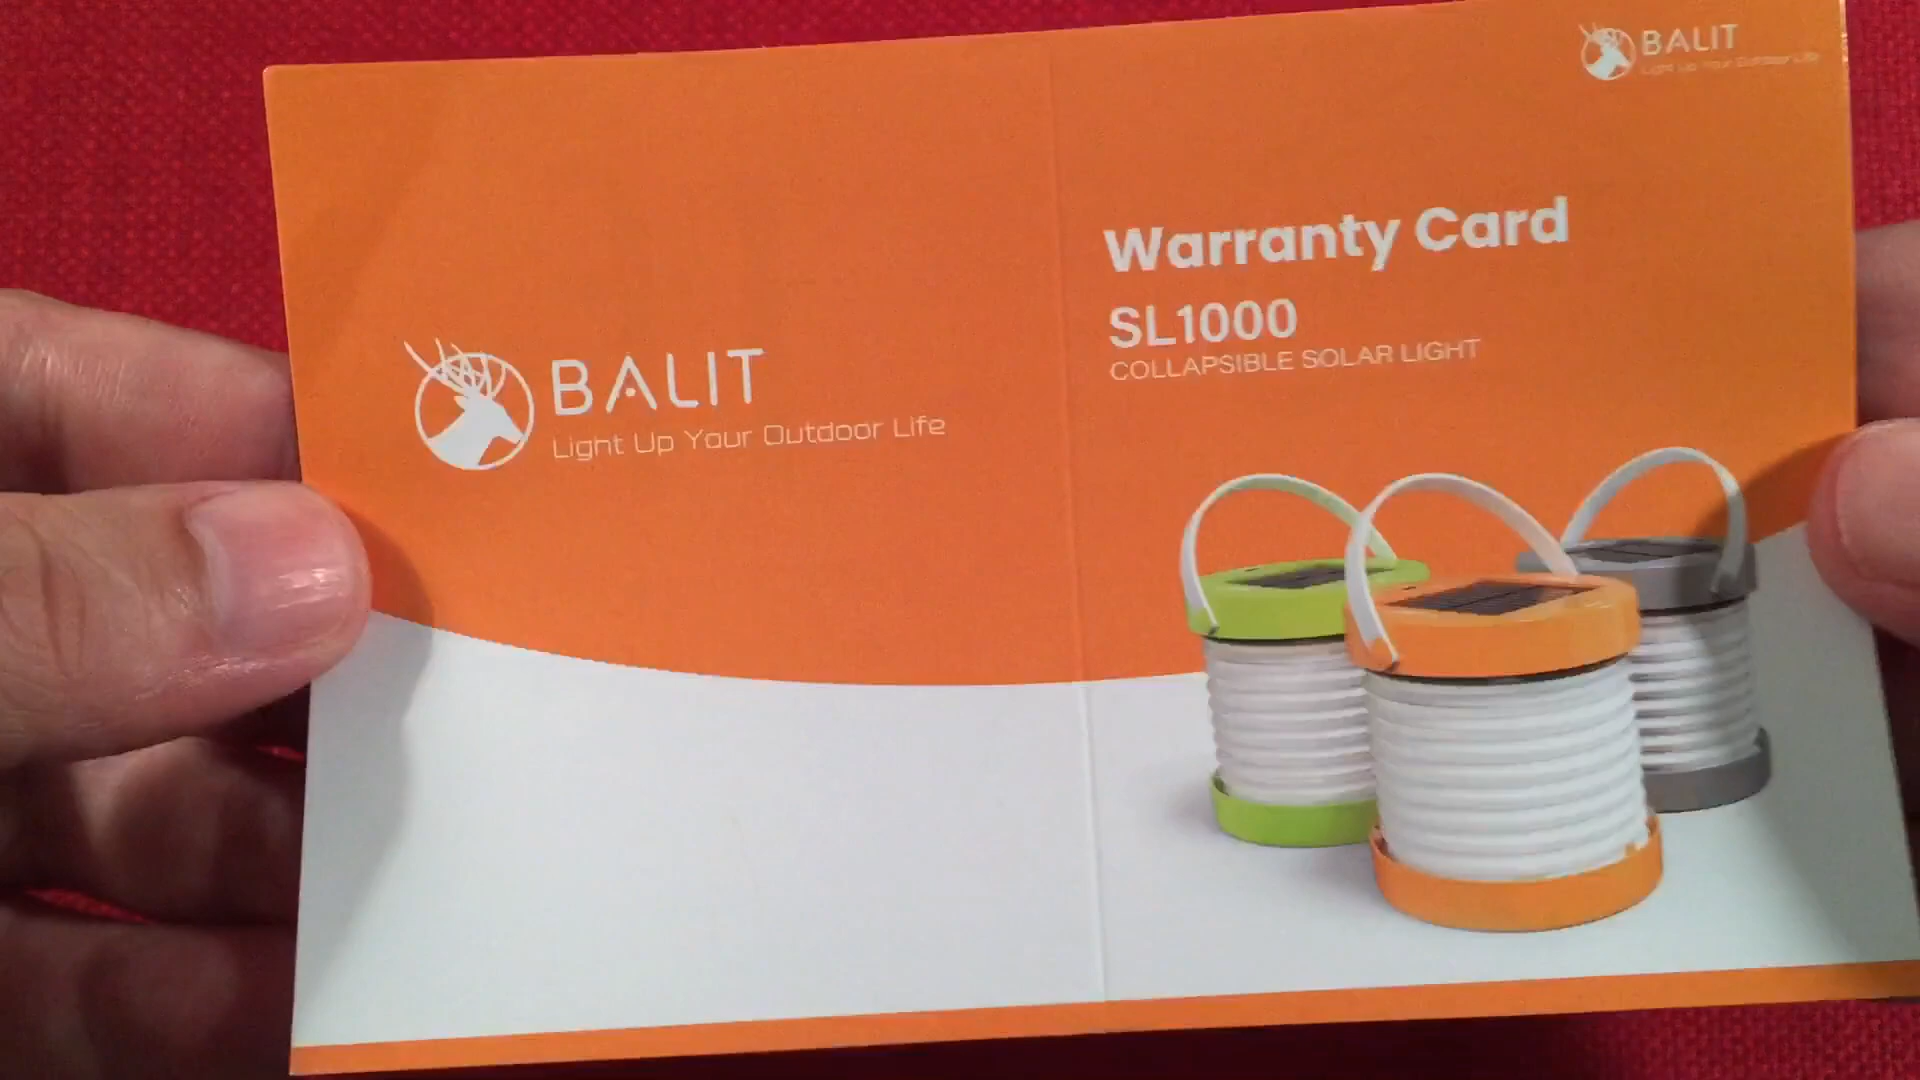 BALIT
Light Up Your Outdoor Life
BALIT
Light Up Your Outdoor Life
Warranty Card
SL1000
COLLAPSIBLE SOLAR LIGHT